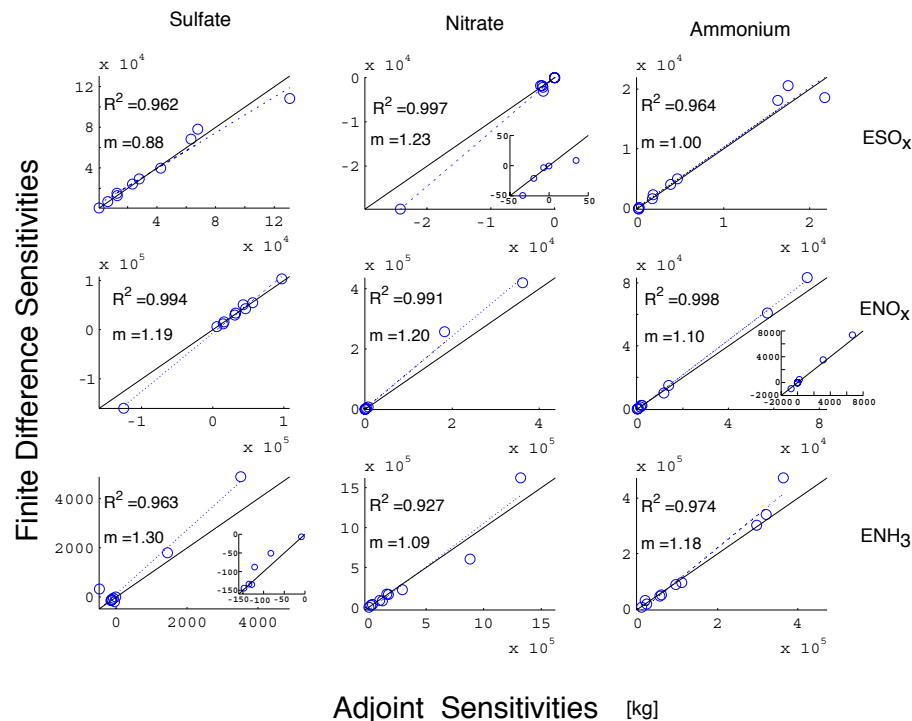 Sulfate Nitrate Ammonium
Finite Difference Sensitivities
x 10^4
12
8
4
0
R^2 =0.962
m=0.88
0 4 8 12
x 10^4
x 10^4
0
-1
-2
R^2 =0.997
m=1.23
-2 -1 0
x 10^4
50
0
-50
-50 0 50
x 10^4
2
1
0
R^2 =0.964
m=1.00
0 1 2
x 10^4
ESOx
x 10^5
1
0
-1
R^2 =0.994
m=1.19
-1 0 1
x 10^5
x 10^5
4
2
0
R^2 =0.991
m=1.20
0 2 4
x 10^5
x 10^4
8
4
0
R^2 =0.998
m=1.10
0 4 8
x 10^4
8000
4000
0
-2000
-2000 0 4000 8000
ENOx
4000
2000
0
R^2 =0.963
m=1.30
0 2000 4000
0
-50
-100
-150
-150 -100 -50 0
x 10^5
15
10
5
0
R^2 =0.927
m=1.09
0 5 10 15
x 10^5
x 10^5
4
2
0
R^2 =0.974
m=1.18
0 2 4
x 10^5
ENH3
Adjoint Sensitivities [kg]